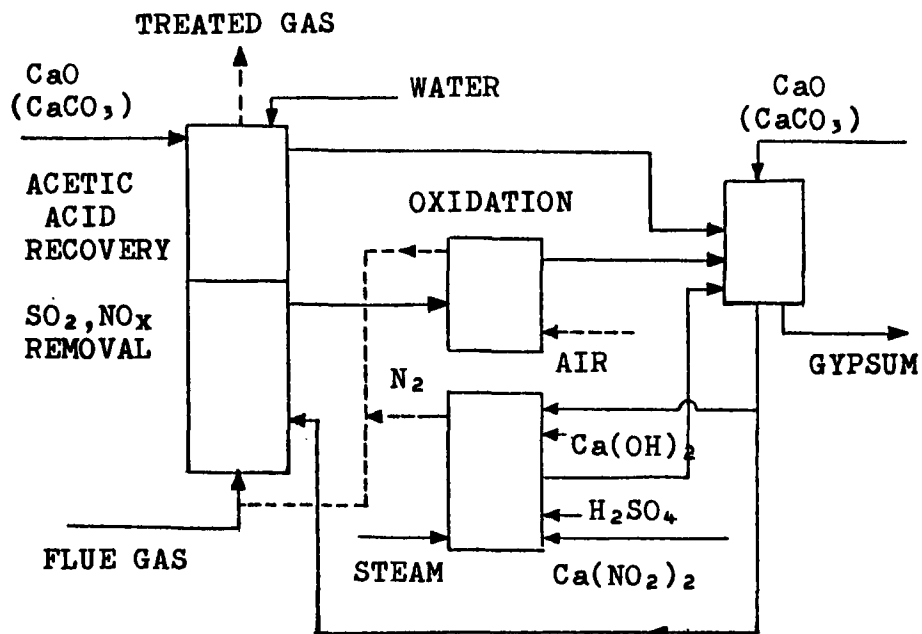 TREATED GAS
CaO
(CaCO₃)
WATER
CaO
(CaCO₃)
ACETIC
ACID
RECOVERY
OXIDATION
SO₂,NOx
REMOVAL
AIR
N₂
GYPSUM
Ca(OH)₂
H₂SO₄
FLUE GAS
STEAM
Ca(NO₂)₂